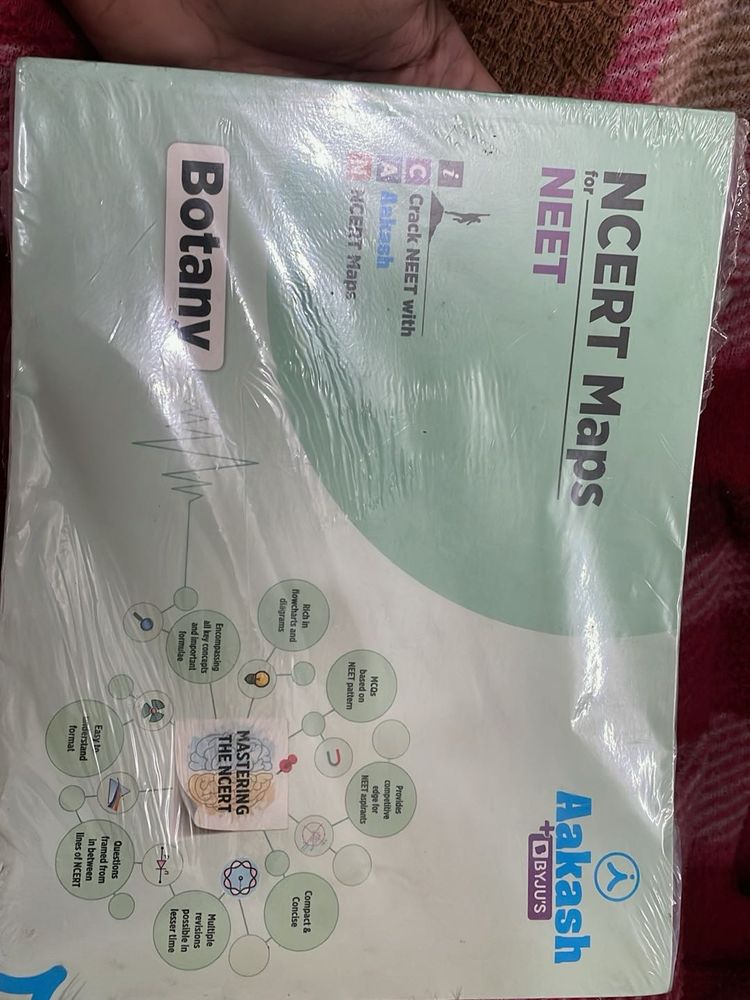 NCERT Maps
for
NEET
i
C Crack NEET with
A Aakash
N NCERT Maps
Botany
Aakash
+BYJU'S
Rich in
flowcharts and
diagrams
MCQs
based on
NEET pattern
Encompassing
all key concepts
and important
formulae
Provides
competitive
edge for
NEET aspirants
MASTERING
THE NCERT
Easy to
understand
format
Compact &
Concise
Questions
framed from
in between
lines of NCERT
Multiple
revisions
possible in
lesser time